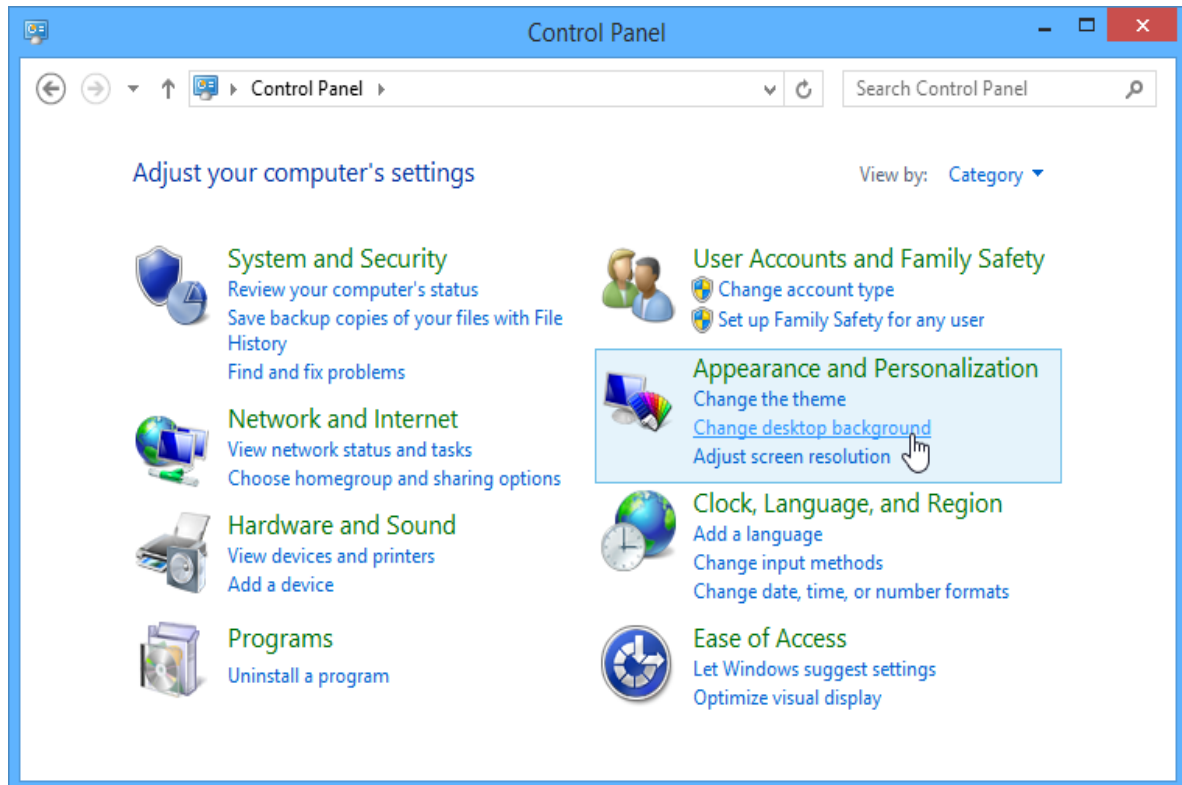 Control Panel
Control Panel
Search Control Panel
Adjust your computer's settings
View by: Category
System and Security
Review your computer's status
Save backup copies of your files with File
History
Find and fix problems
Network and Internet
View network status and tasks
Choose homegroup and sharing options
Hardware and Sound
View devices and printers
Add a device
Programs
Uninstall a program
User Accounts and Family Safety
Change account type
Set up Family Safety for any user
Appearance and Personalization
Change the theme
Change desktop background
Adjust screen resolution
Clock, Language, and Region
Add a language
Change input methods
Change date, time, or number formats
Ease of Access
Let Windows suggest settings
Optimize visual display